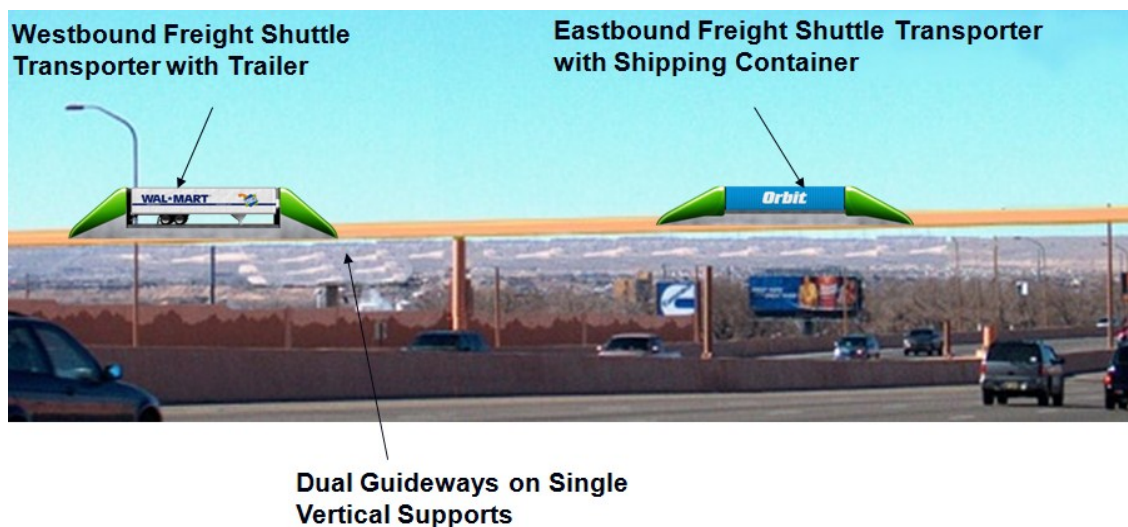 Westbound Freight Shuttle
Transporter with Trailer
Eastbound Freight Shuttle Transporter
with Shipping Container
WAL•MART
Orbit
Dual Guideways on Single
Vertical Supports